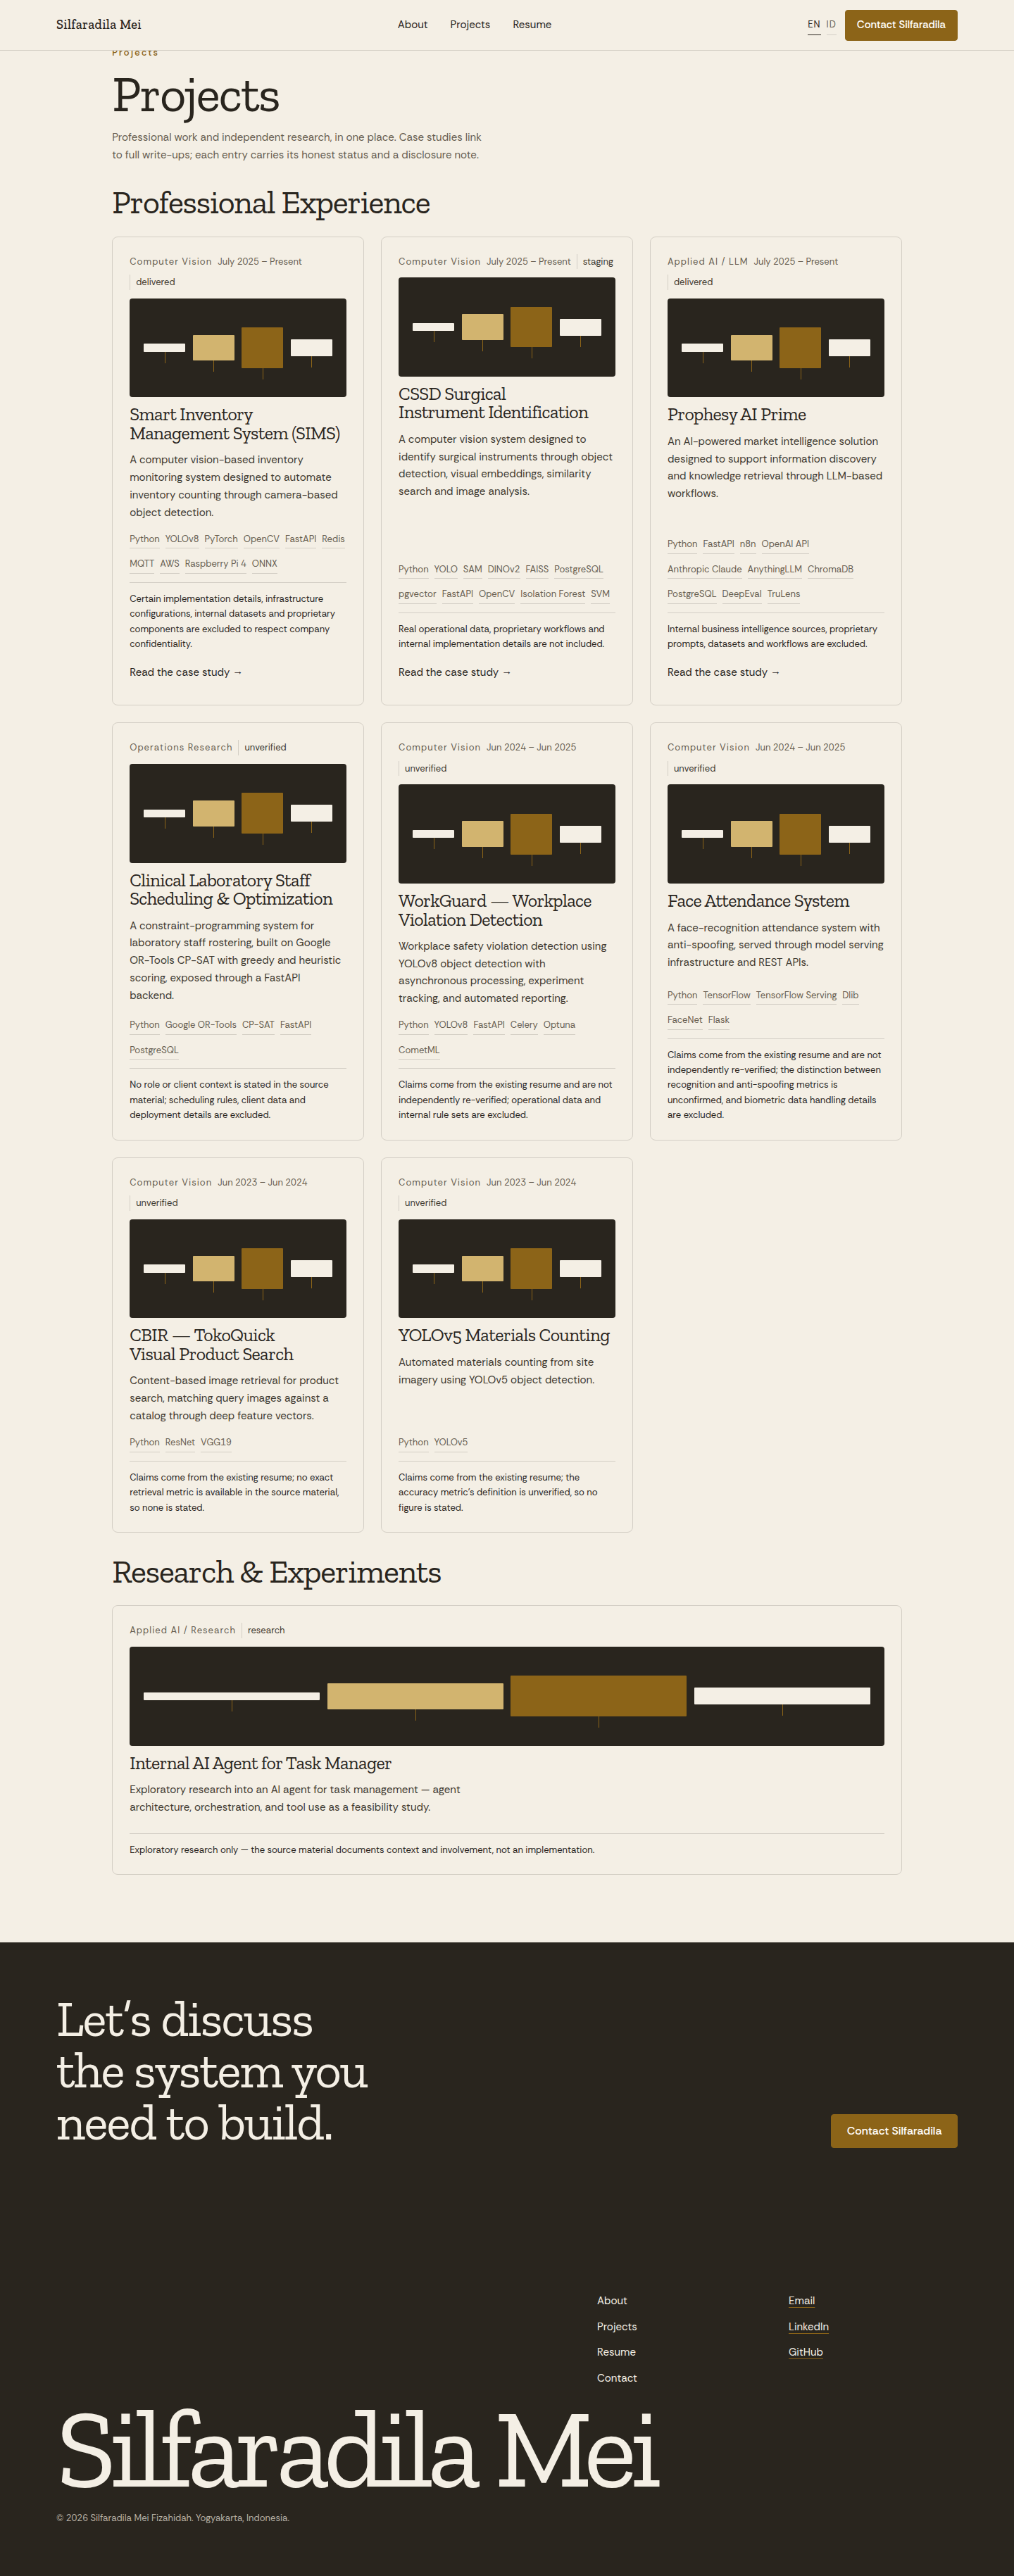 Silfaradila Mei
About
Projects
Resume
EN
ID
Contact Silfaradila
Projects
Projects
Professional work and independent research, in one place. Case studies link
to full write-ups; each entry carries its honest status and a disclosure note.
Professional Experience
Computer Vision July 2025 – Present
delivered
Smart Inventory
Management System (SIMS)
A computer vision-based inventory
monitoring system designed to automate
inventory counting through camera-based
object detection.
Python YOLOv8 PyTorch OpenCV FastAPI Redis
MQTT AWS Raspberry Pi 4 ONNX
Certain implementation details, infrastructure
configurations, internal datasets and proprietary
components are excluded to respect company
confidentiality.
Read the case study →
Computer Vision July 2025 – Present staging
CSSD Surgical
Instrument Identification
A computer vision system designed to
identify surgical instruments through object
detection, visual embeddings, similarity
search and image analysis.
Python YOLO SAM DINOv2 FAISS PostgreSQL
pgvector FastAPI OpenCV Isolation Forest SVM
Real operational data, proprietary workflows and
internal implementation details are not included.
Read the case study →
Applied AI / LLM July 2025 – Present
delivered
Prophesy AI Prime
An AI-powered market intelligence solution
designed to support information discovery
and knowledge retrieval through LLM-based
workflows.
Python FastAPI n8n OpenAI API
Anthropic Claude AnythingLLM ChromaDB
PostgreSQL DeepEval TruLens
Internal business intelligence sources, proprietary
prompts, datasets and workflows are excluded.
Read the case study →
Operations Research unverified
Clinical Laboratory Staff
Scheduling & Optimization
A constraint-programming system for
laboratory staff rostering, built on Google
OR-Tools CP-SAT with greedy and heuristic
scoring, exposed through a FastAPI
backend.
Python Google OR-Tools CP-SAT FastAPI
PostgreSQL
No role or client context is stated in the source
material; scheduling rules, client data and
deployment details are excluded.
Computer Vision Jun 2024 – Jun 2025
unverified
WorkGuard — Workplace
Violation Detection
Workplace safety violation detection using
YOLOv8 object detection with
asynchronous processing, experiment
tracking, and automated reporting.
Python YOLOv8 FastAPI Celery Optuna
CometML
Claims come from the existing resume and are not
independently re-verified; operational data and
internal rule sets are excluded.
Computer Vision Jun 2024 – Jun 2025
unverified
Face Attendance System
A face-recognition attendance system with
anti-spoofing, served through model serving
infrastructure and REST APIs.
Python TensorFlow TensorFlow Serving Dlib
FaceNet Flask
Claims come from the existing resume and are not
independently re-verified; the distinction between
recognition and anti-spoofing metrics is
unconfirmed, and biometric data handling details
are excluded.
Computer Vision Jun 2023 – Jun 2024
unverified
CBIR — TokoQuick
Visual Product Search
Content-based image retrieval for product
search, matching query images against a
catalog through deep feature vectors.
Python ResNet VGG19
Claims come from the existing resume; no exact
retrieval metric is available in the source material,
so none is stated.
Computer Vision Jun 2023 – Jun 2024
unverified
YOLOv5 Materials Counting
Automated materials counting from site
imagery using YOLOv5 object detection.
Python YOLOv5
Claims come from the existing resume; the
accuracy metric's definition is unverified, so no
figure is stated.
Research & Experiments
Applied AI / Research research
Internal AI Agent for Task Manager
Exploratory research into an AI agent for task management — agent
architecture, orchestration, and tool use as a feasibility study.
Exploratory research only — the source material documents context and involvement, not an implementation.
Let's discuss
the system you
need to build.
Contact Silfaradila
About
Projects
Resume
Contact
Email
LinkedIn
GitHub
Silfaradila Mei
© 2026 Silfaradila Mei Fizahidah. Yogyakarta, Indonesia.